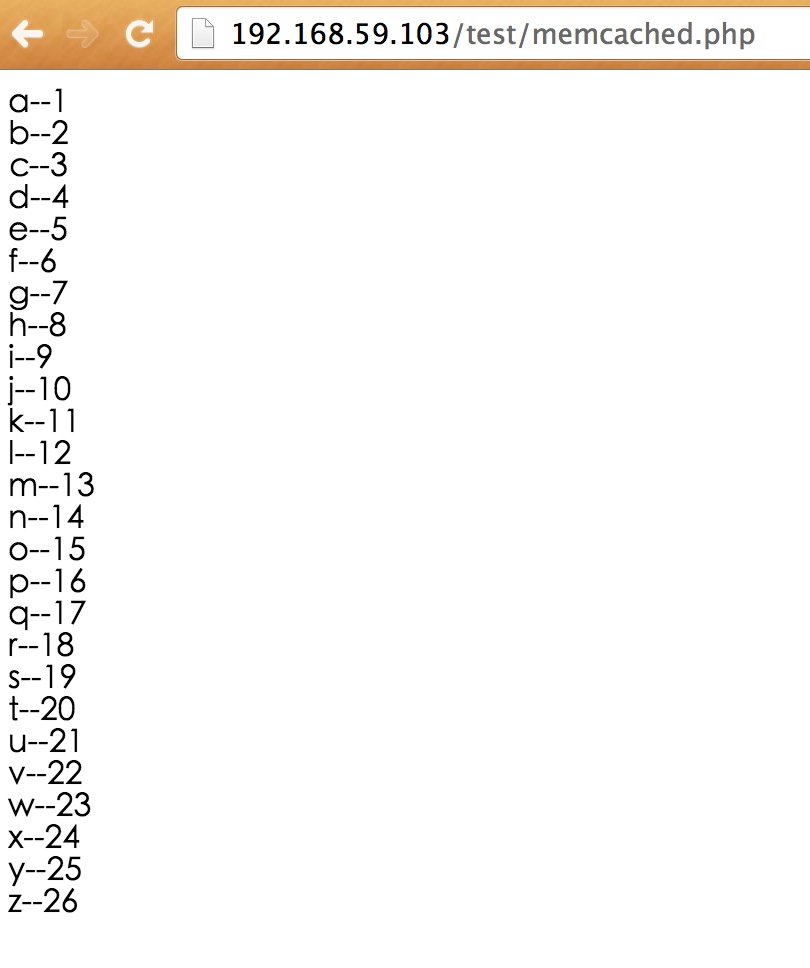 192.168.59.103/test/memcached.php
a--1
b--2
c--3
d--4
e--5
f--6
g--7
h--8
i--9
j--10
k--11
l--12
m--13
n--14
o--15
p--16
q--17
r--18
s--19
t--20
u--21
v--22
w--23
x--24
y--25
z--26